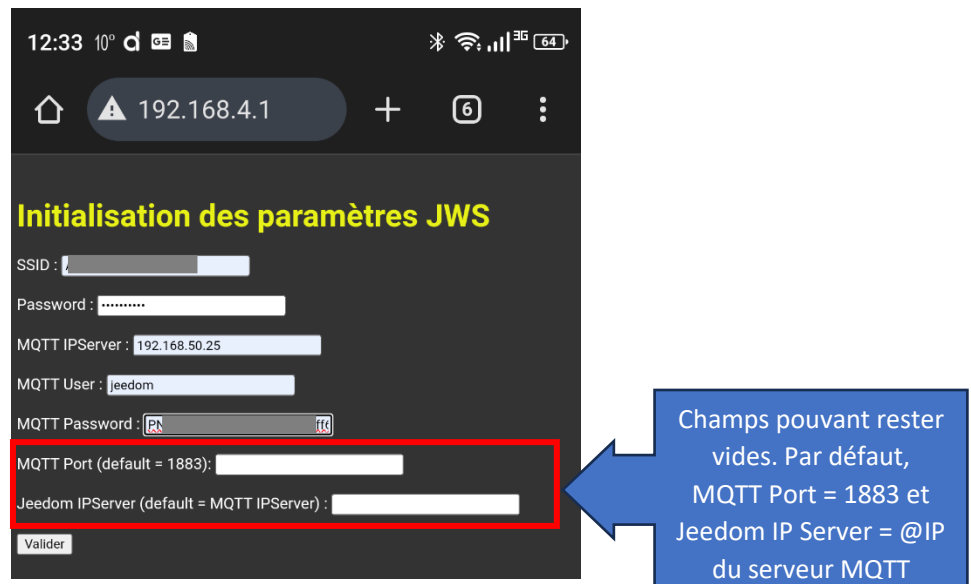 12:33 10° d GE 3G 64
192.168.4.1 6
Initialisation des paramètres JWS
SSID :
Password : ··········
MQTT IPServer : 192.168.50.25
MQTT User : jeedom
MQTT Password :
MQTT Port (default = 1883):
Jeedom IPServer (default = MQTT IPServer) :
Valider
Champs pouvant rester
vides. Par défaut,
MQTT Port = 1883 et
Jeedom IP Server = @IP
du serveur MQTT